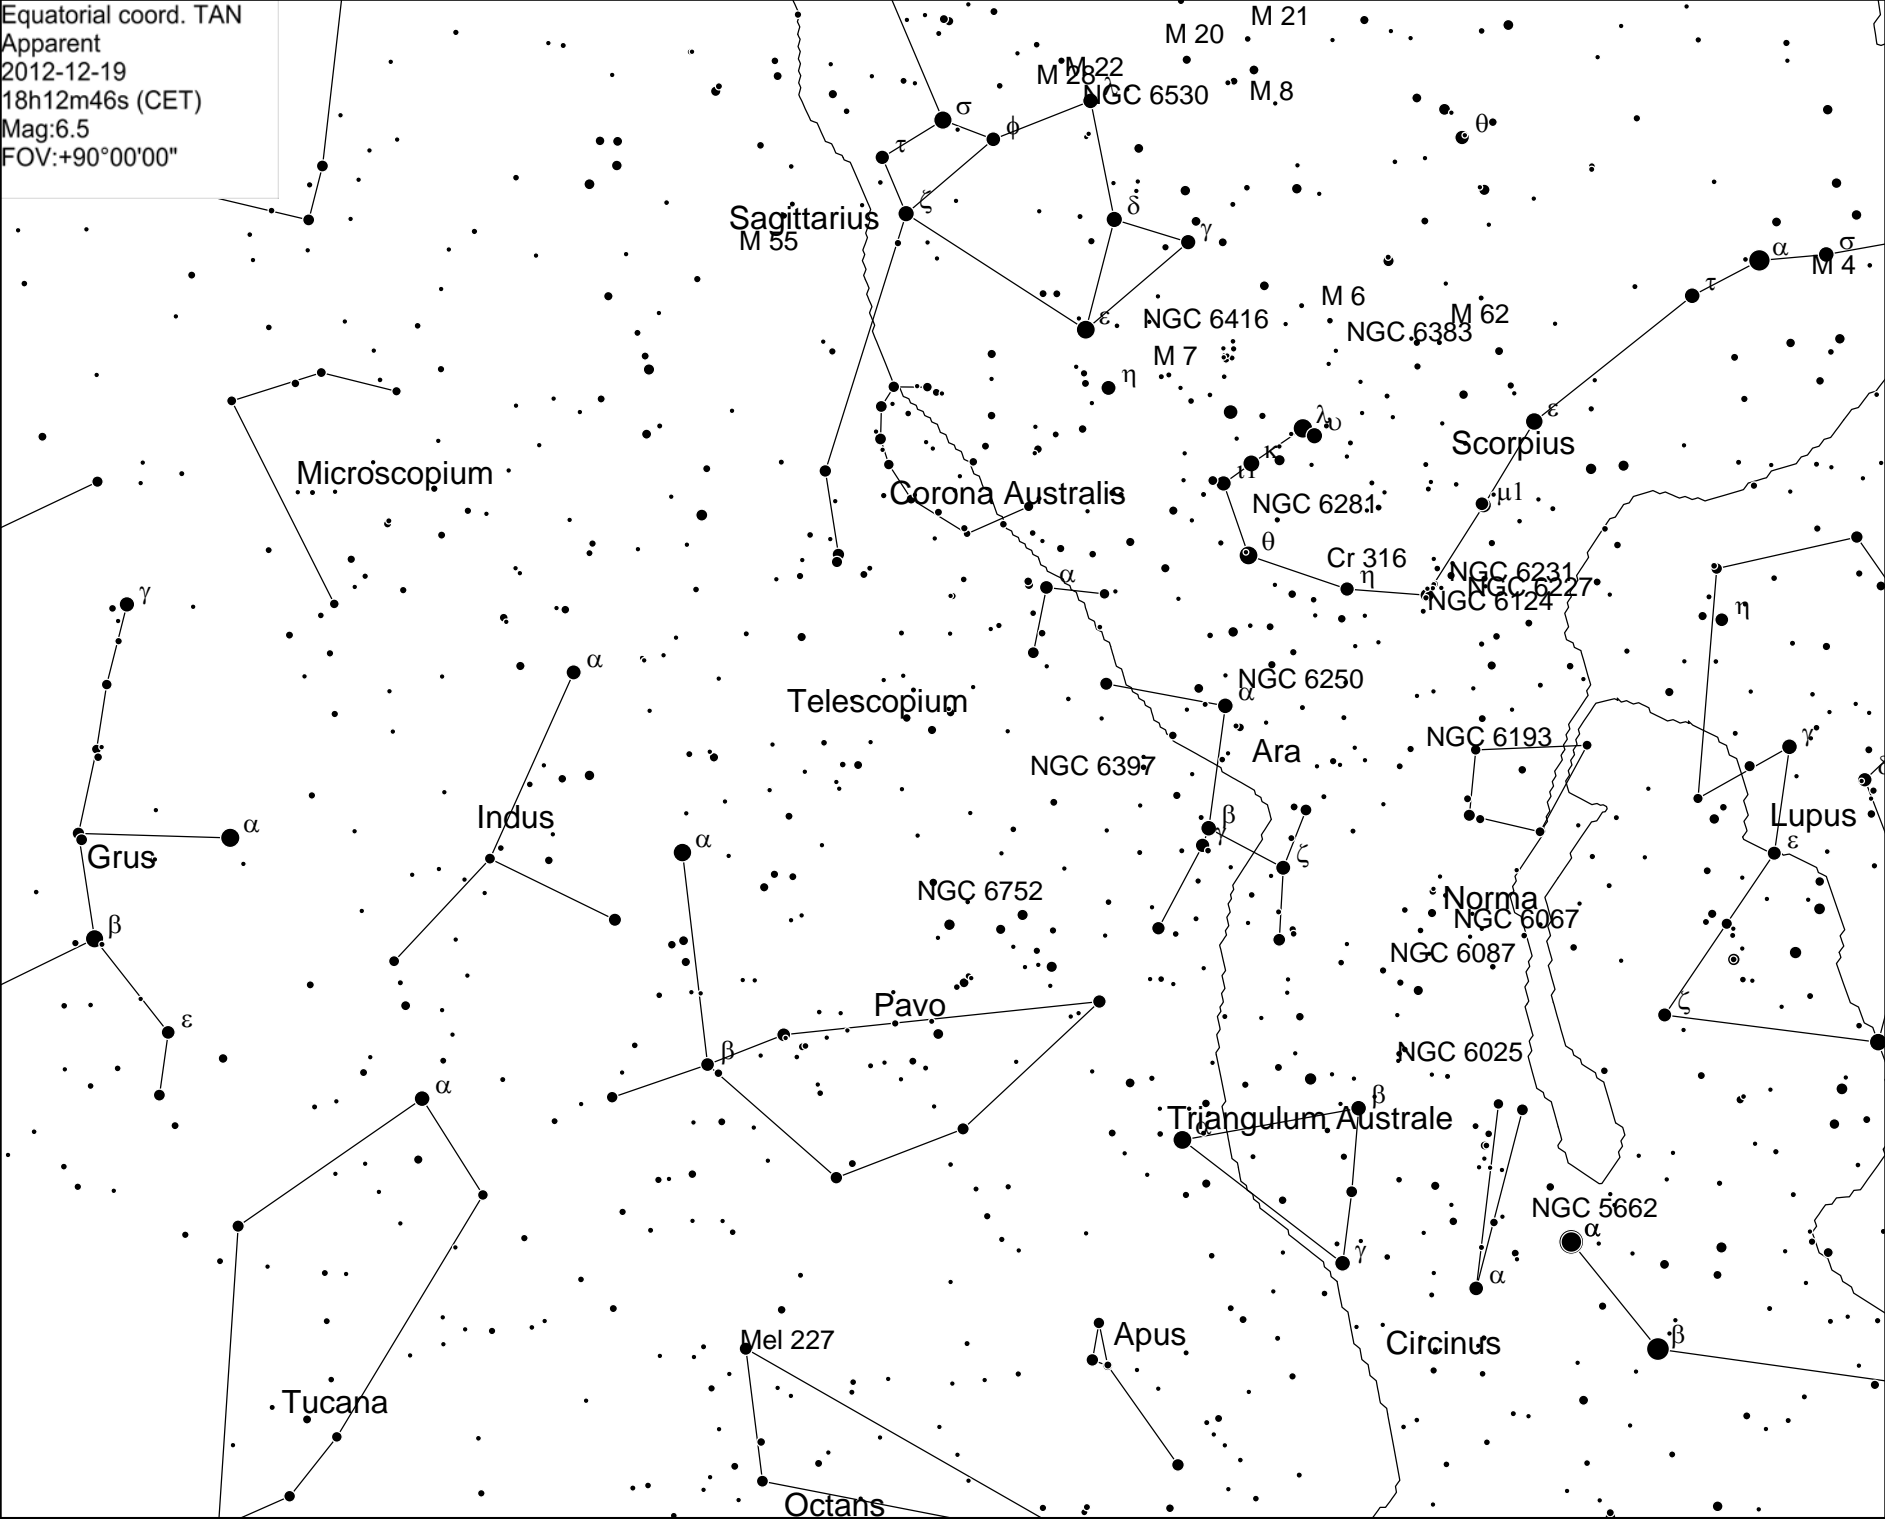 Equatorial coord. TAN
Apparent
2012-12-19
18h12m46s (CET)
Mag:6.5
FOV:+90°00'00"
M 21
M 20
M 22
M 28
λ
NGC 6530
M 8
σ
ϕ
θ
τ
ζ
Sagittarius
M 55
δ
γ
α
σ
M 4
τ
M 6
ε
NGC 6416
M 62
NGC 6383
M 7
η
λ
υ
ε
Scorpius
κ
ι1
Microscopium
Corona Australis
μ1
NGC 6281
θ
Cr 316
η
NGC 6231
NGC 6227
NGC 6124
α
γ
η
α
NGC 6250
α
Telescopium
NGC 6193
γ
Ara
NGC 6397
δ
Indus
β
γ
Lupus
α
α
ε
Grus
ζ
NGC 6752
Norma
NGC 6067
β
NGC 6087
Pavo
ζ
ε
β
NGC 6025
α
β
Triangulum Australe
α
NGC 5662
α
γ
α
Mel 227
Apus
Circinus
β
Tucana
Octans